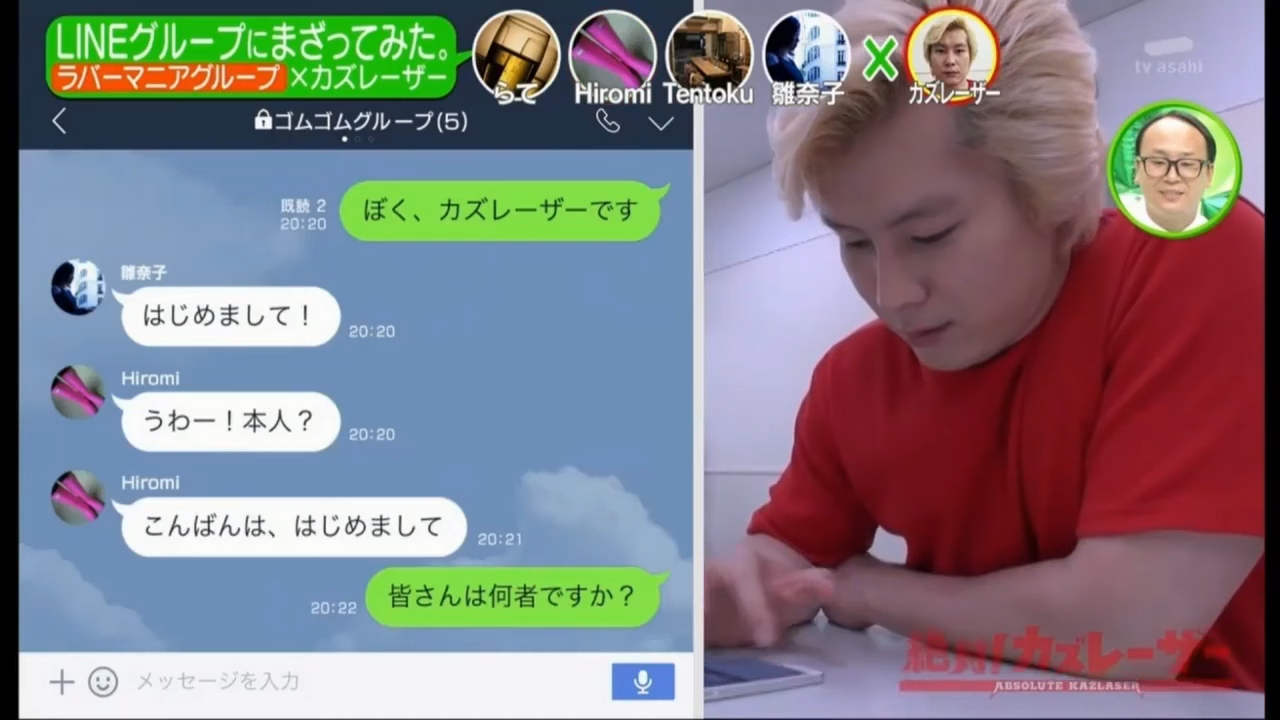 LINEグループにまざってみた。
ラバーマニアグループ×カズレーザー
らて
Hiromi
Tentoku
雛奈子
X
カズレーザー
tv asahi
ゴムゴムグループ(5)
既読 2
20:20
ぼく、カズレーザーです
雛奈子
はじめまして!
20:20
Hiromi
うわー!本人?
20:20
Hiromi
こんばんは、はじめまして
20:21
20:22
皆さんは何者ですか?
メッセージを入力
絶対!カズレーザー
ABSOLUTE KAZLASER